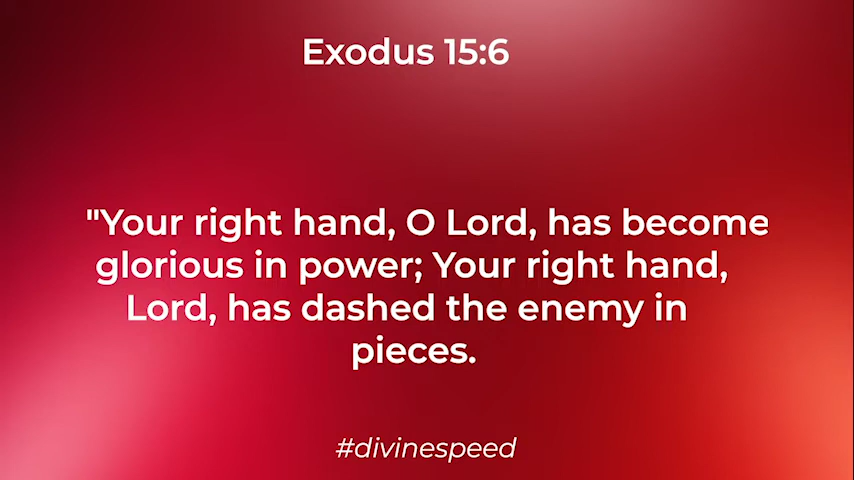 Exodus 15:6
"Your right hand, O Lord, has become
glorious in power; Your right hand,
Lord, has dashed the enemy in
pieces.
#divinespeed